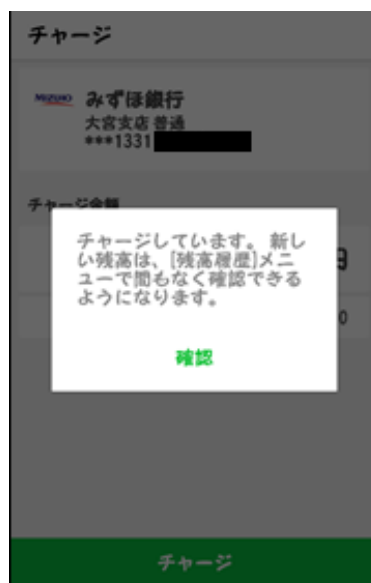 チャージ
MIZUHO みずほ銀行
大宮支店 普通
***1331
チャージ金額
チャージしています。 新し
い残高は、[残高履歴]メニ
ューで間もなく確認できる
ようになります。
0
確認
チャージ